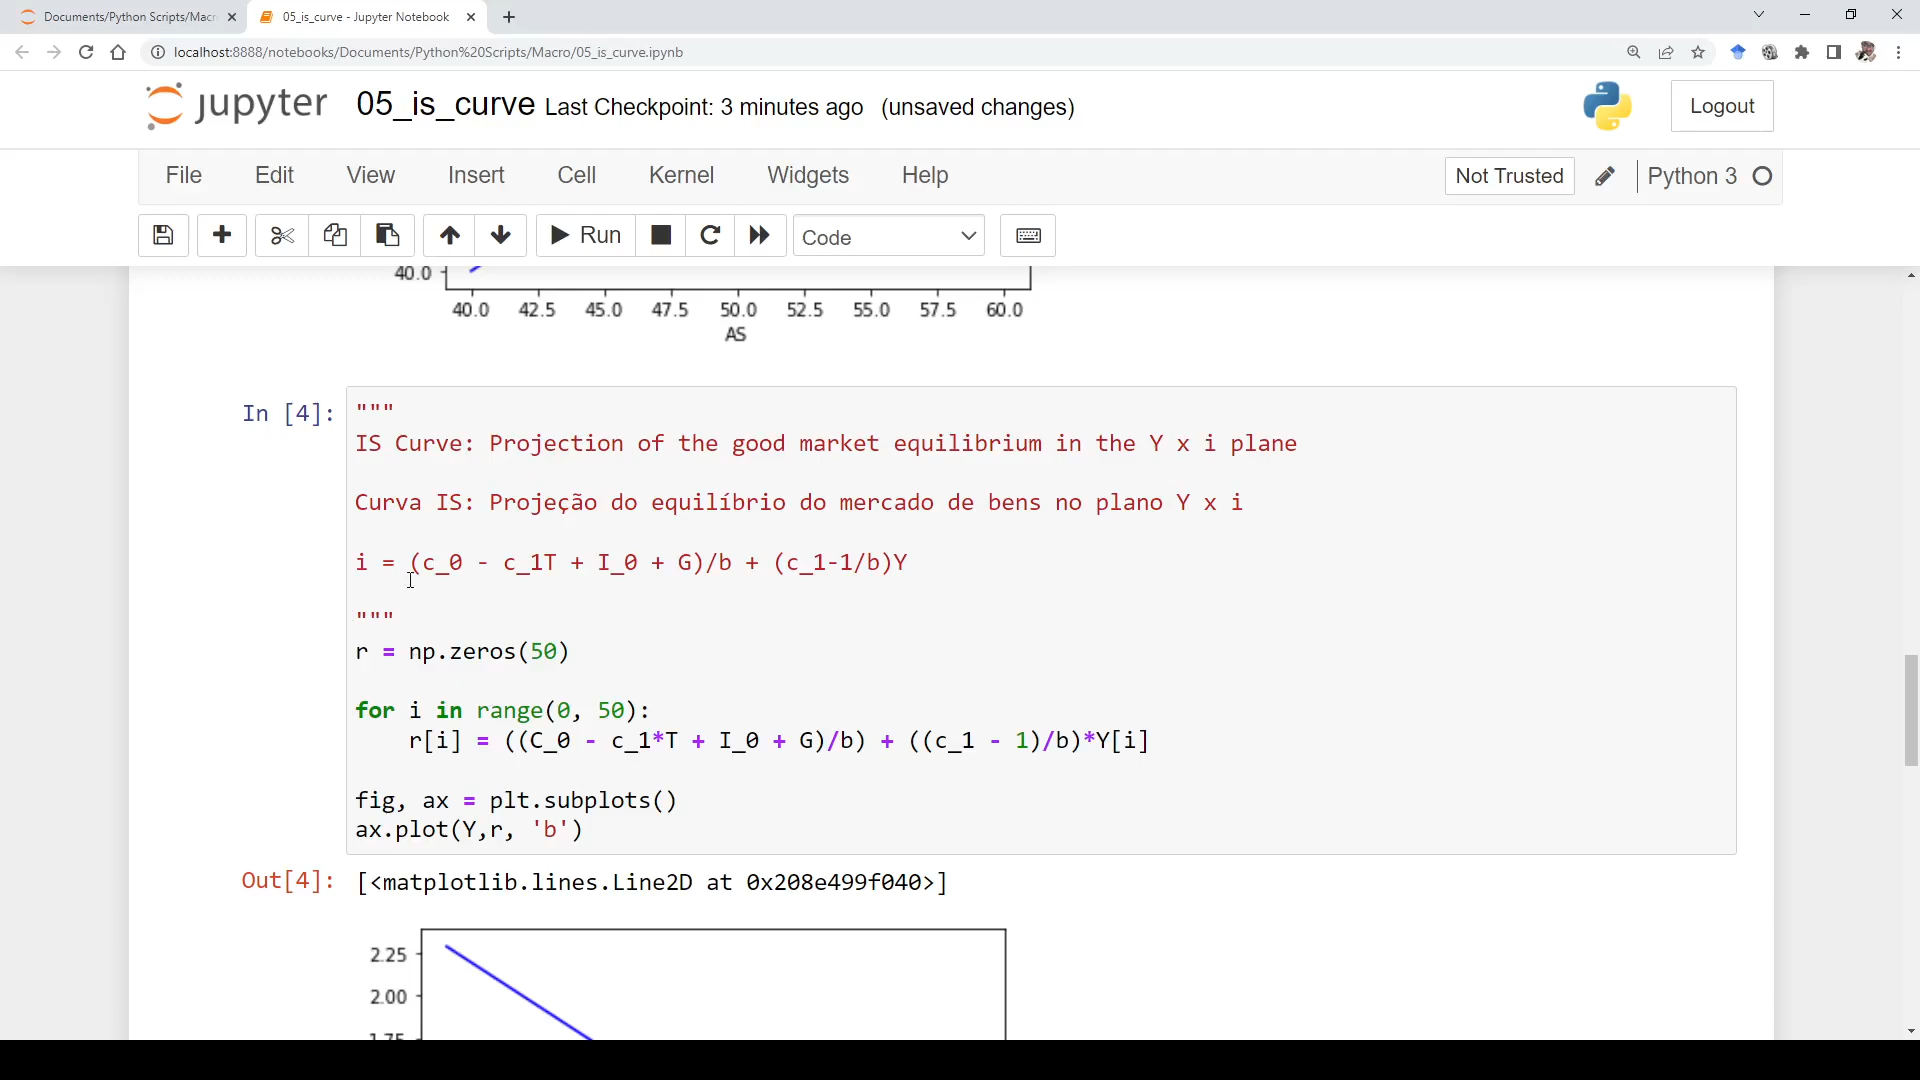 Documents/Python Scripts/Macr
05_is_curve - Jupyter Notebook
localhost:8888/notebooks/Documents/Python%20Scripts/Macro/05_is_curve.ipynb
jupyter 05_is_curve Last Checkpoint: 3 minutes ago (unsaved changes)
Logout
File Edit View Insert Cell Kernel Widgets Help
Not Trusted
Python 3
Run
Code
40.0
40.0 42.5 45.0 47.5 50.0 52.5 55.0 57.5 60.0
AS
In [4]:
"""
IS Curve: Projection of the good market equilibrium in the Y x i plane
Curva IS: Projeção do equilíbrio do mercado de bens no plano Y x i
i = (c_0 - c_1T + I_0 + G)/b + (c_1-1/b)Y
"""
r = np.zeros(50)
for i in range(0, 50):
    r[i] = ((C_0 - c_1*T + I_0 + G)/b) + ((c_1 - 1)/b)*Y[i]
fig, ax = plt.subplots()
ax.plot(Y,r, 'b')
Out[4]: [<matplotlib.lines.Line2D at 0x208e499f040>]
2.25
2.00
1.75